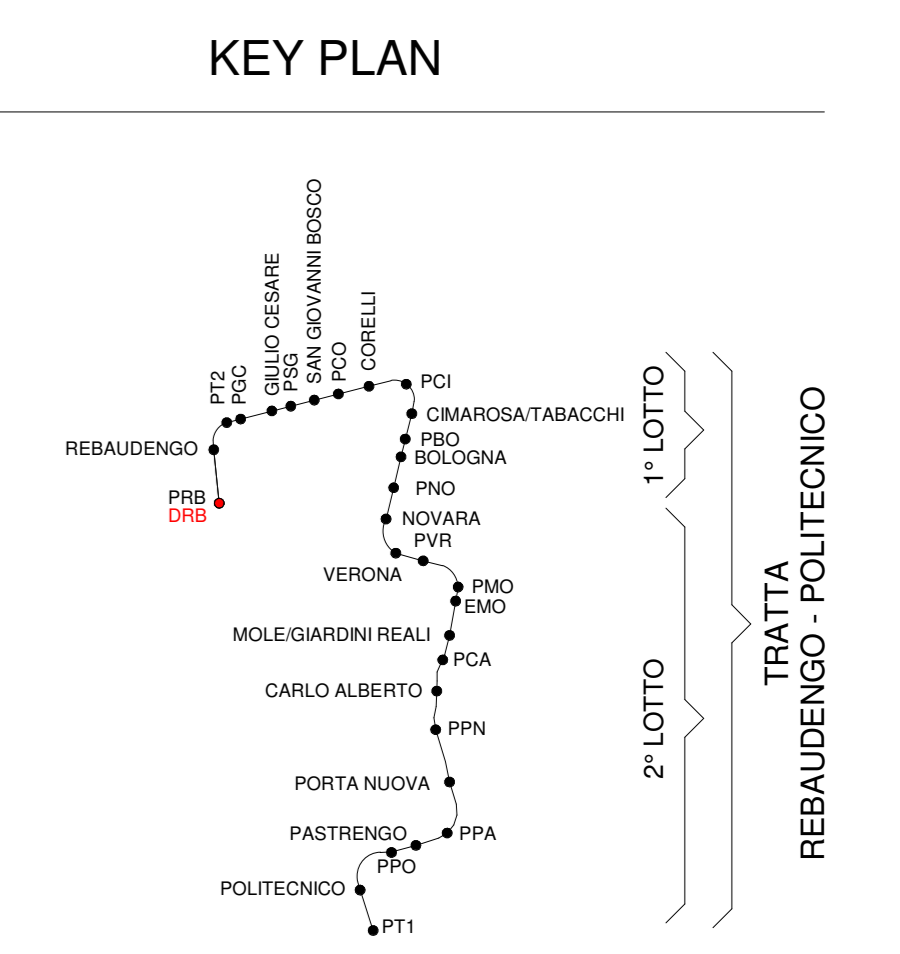 KEY PLAN
PT2
PGC
GIULIO CESARE
PSG
SAN GIOVANNI BOSCO
PCO
CORELLI
PCI
CIMAROSA/TABACCHI
REBAUDENGO
PBO
BOLOGNA
PRB
DRB
PNO
NOVARA
PVR
VERONA
PMO
EMO
MOLE/GIARDINI REALI
PCA
CARLO ALBERTO
PPN
PORTA NUOVA
PASTRENGO
PPA
PPO
POLITECNICO
PT1
1° LOTTO
2° LOTTO
TRATTA
REBAUDENGO - POLITECNICO